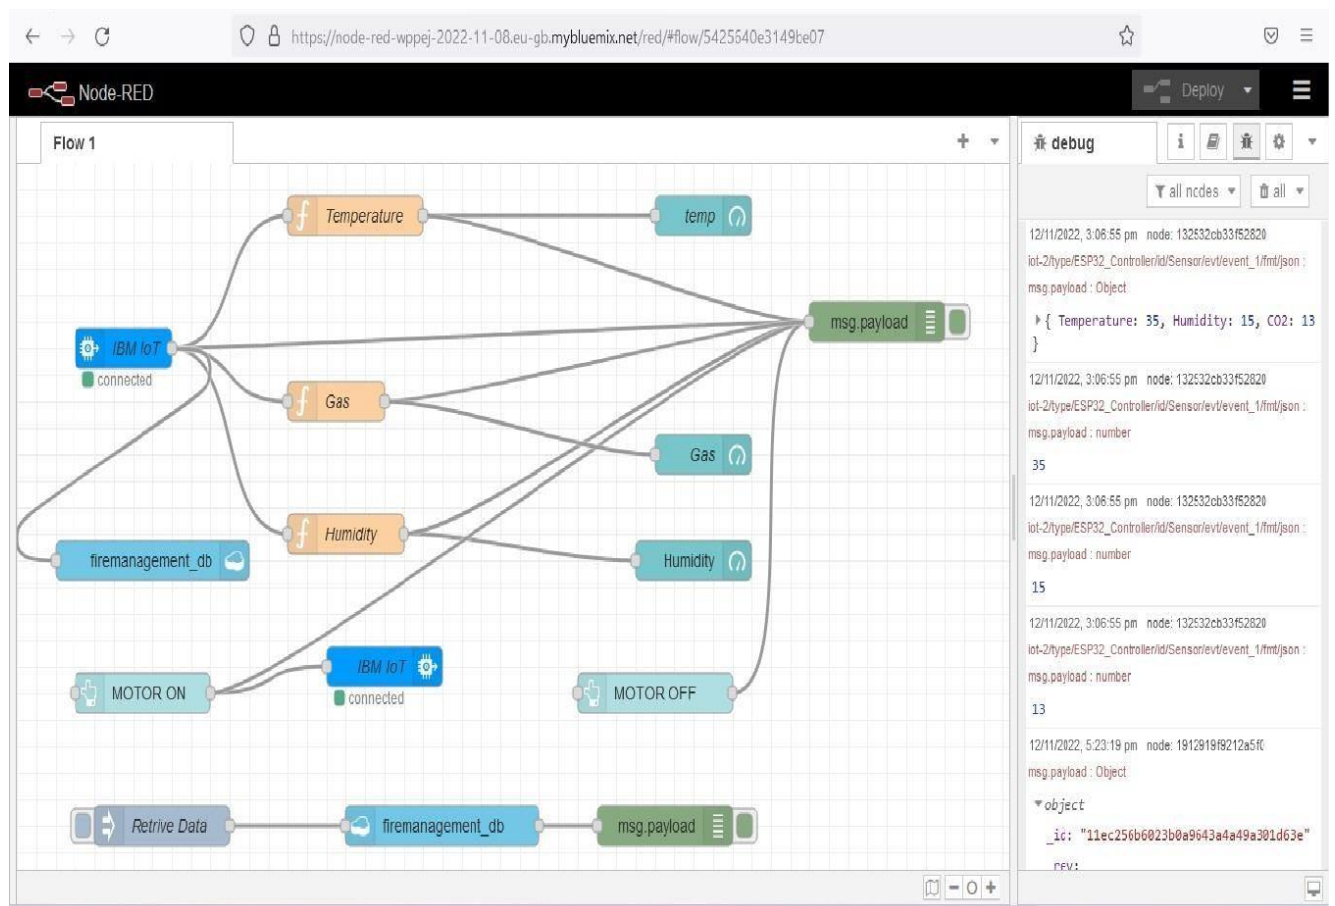 https://node-red-wppej-2022-11-08.eu-gb.mybluemix.net/red/#flow/5425640e3149be07
Node-RED
Deploy
Flow 1
debug
all nodes
all
Temperature
temp
msg.payload
IBM IoT
connected
Gas
Gas
Humidity
Humidity
firemanagement_db
IBM IoT
connected
MOTOR ON
MOTOR OFF
Retrive Data
firemanagement_db
msg.payload
12/11/2022, 3:06:55 pm node: 132532cb33f52820
iot-2/type/ESP32_Controller/id/Sensor/evt/event_1/fmt/json :
msg.payload : Object
{ Temperature: 35, Humidity: 15, CO2: 13
}
12/11/2022, 3:06:55 pm node: 132532cb33f52820
iot-2/type/ESP32_Controller/id/Sensor/evt/event_1/fmt/json :
msg.payload : number
35
12/11/2022, 3:06:55 pm node: 132532cb33f52820
iot-2/type/ESP32_Controller/id/Sensor/evt/event_1/fmt/json :
msg.payload : number
15
12/11/2022, 3:06:55 pm node: 132532cb33f52820
iot-2/type/ESP32_Controller/id/Sensor/evt/event_1/fmt/json :
msg.payload : number
13
12/11/2022, 5:23:19 pm node: 1912919f9212a5f0
msg.payload : Object
object
_id: "11ec256b6023b0a9643a4a49a301d63e"
_rev: